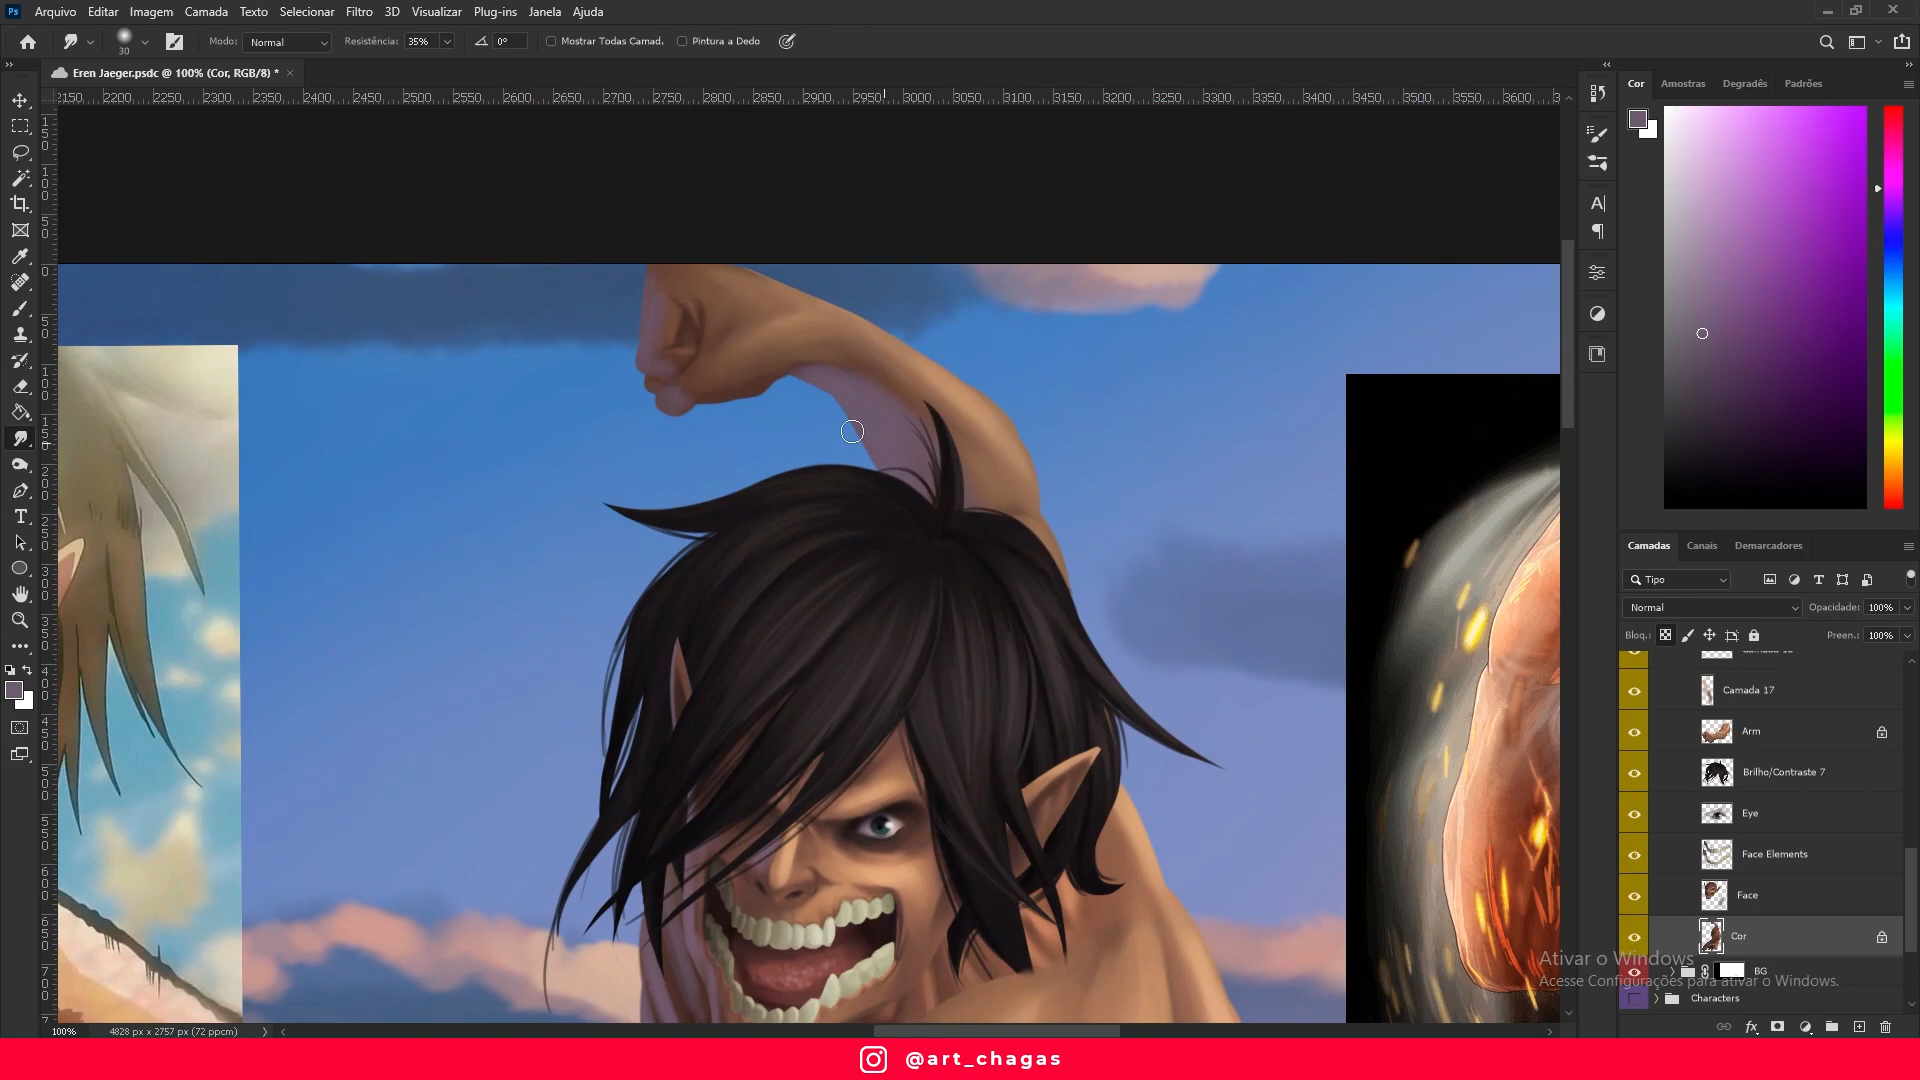 Ps Arquivo Editar Imagem Camada Texto Selecionar Filtro 3D Visualizar Plug-ins Janela Ajuda
30 Modo: Normal Resistência: 35% 0° Mostrar Todas Camad. Pintura a Dedo
Eren Jaeger.psdc @ 100% (Cor, RGB/8) * ×
2150 2200 2250 2300 2350 2400 2450 2500 2550 2600 2650 2700 2750 2800 2850 2900 2950 3000 3050 3100 3150 3200 3250 3300 3350 3400 3450 3500 3550 3600 3
Cor Amostras Degradês Padrões
Camadas Canais Demarcadores
Tipo
Normal Opacidade: 100%
Bloq.: Preen.: 100%
Camada 17
Arm
Brilho/Contraste 7
Eye
Face Elements
Face
Cor
Ativar o Windows
BG
Acesse Configurações para ativar o Windows.
Characters
100% 4828 px x 2757 px (72 ppcm)
@art_chagas